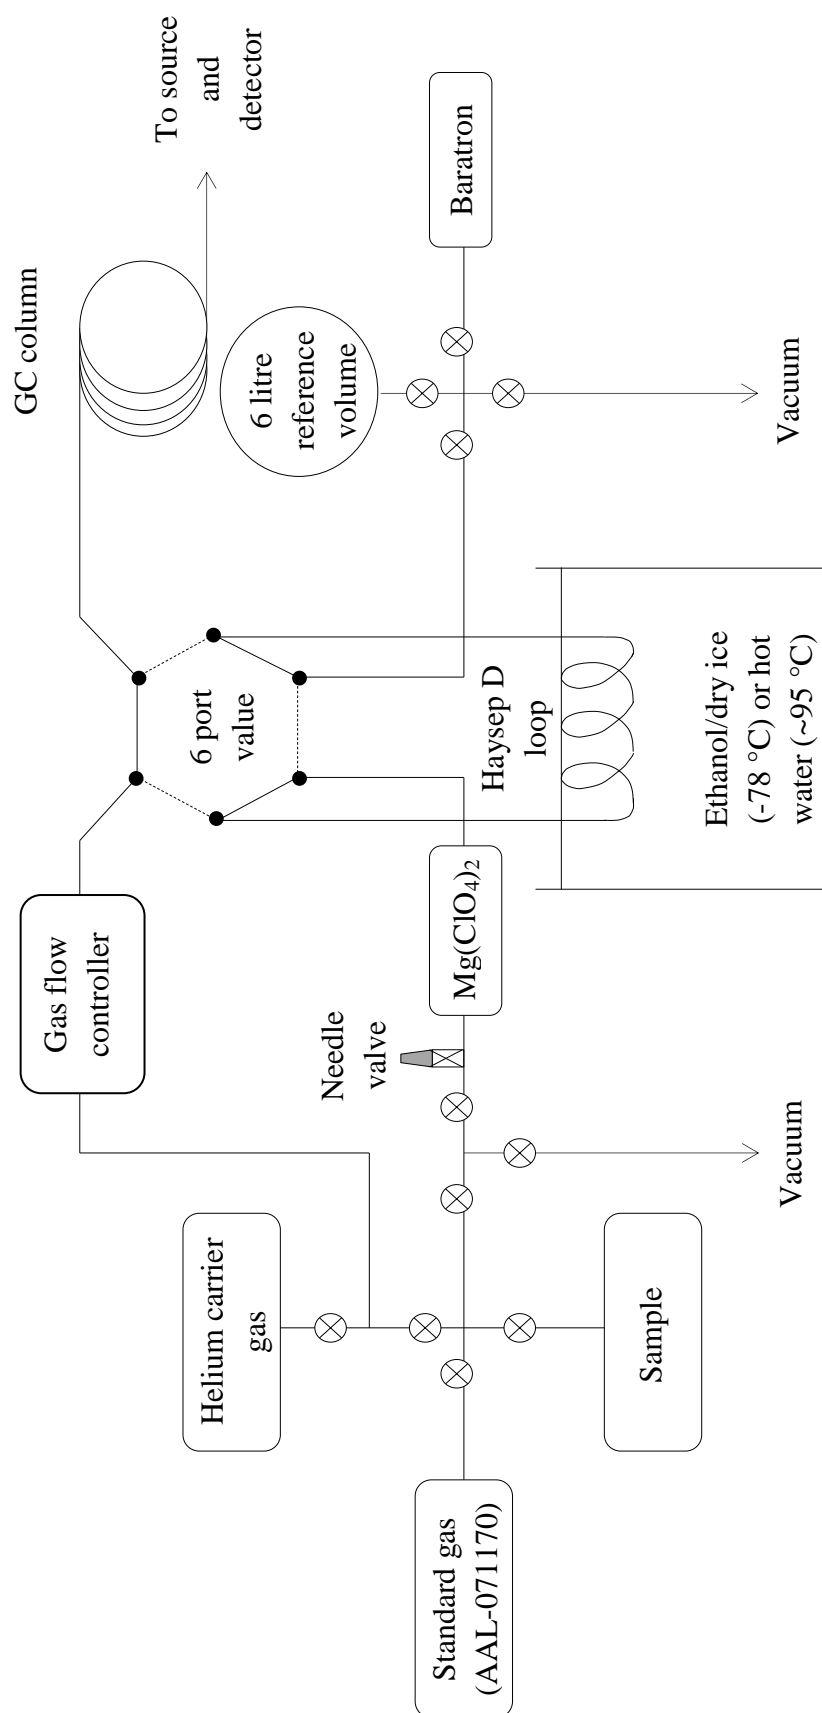 GC column
To source
and
detector
6 litre
reference
volume
Baratron
Vacuum
6 port
value
Haysep D
loop
Ethanol/dry ice
(-78 °C) or hot
water (~95 °C)
Gas flow
controller
Needle
valve
Mg(ClO4)2
Vacuum
Helium carrier
gas
Sample
Standard gas
(AAL-071170)